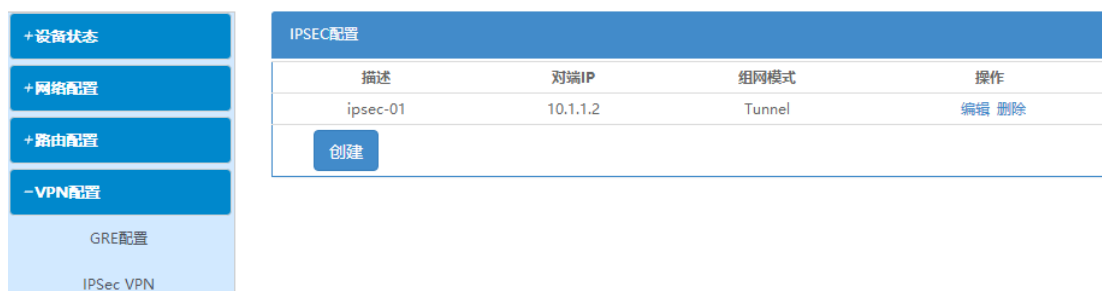 +设备状态
+网络配置
+路由配置
-VPN配置
GRE配置
IPSec VPN
IPSEC配置
描述 对端IP 组网模式 操作
ipsec-01 10.1.1.2 Tunnel 编辑 删除
创建